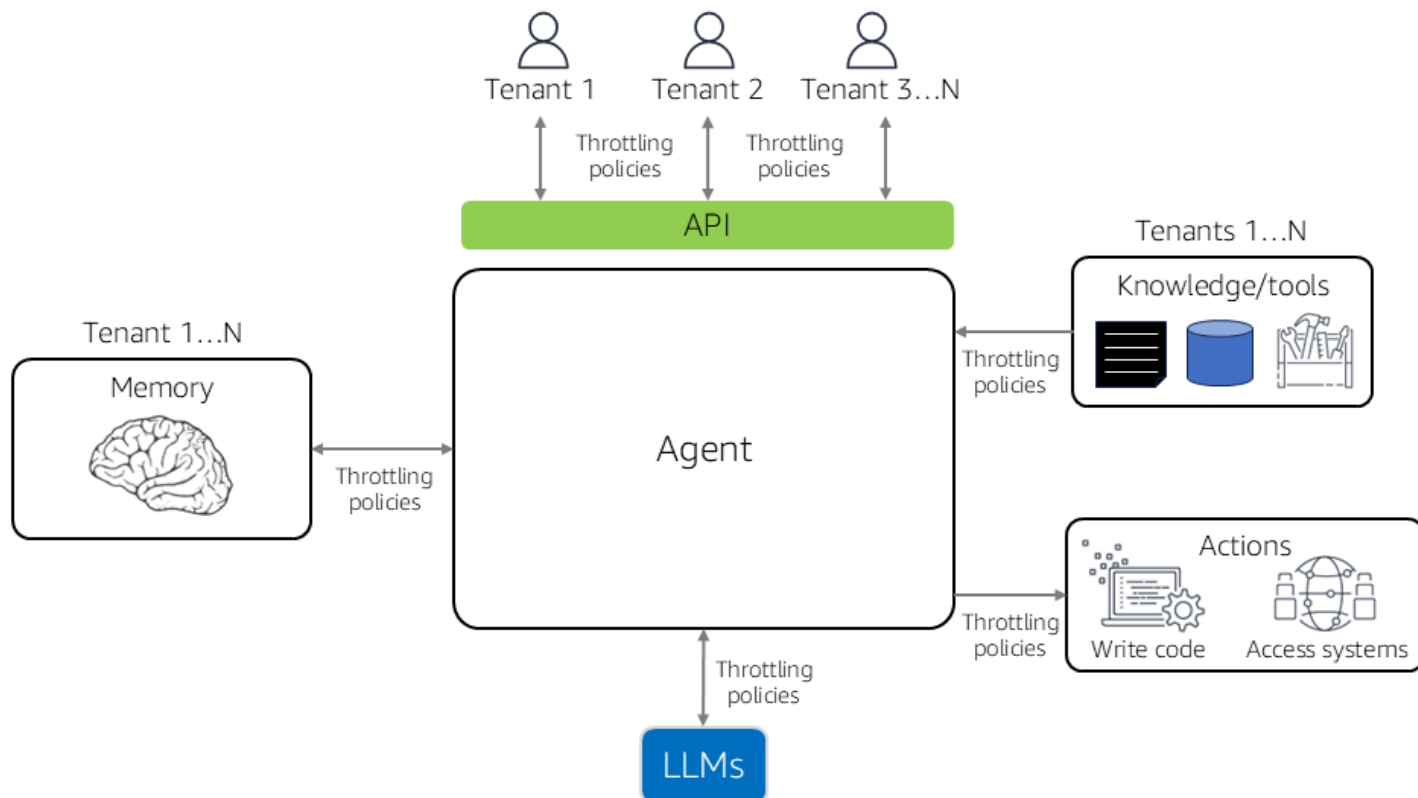 Tenant 1
Tenant 2
Tenant 3...N
Throttling
policies
Throttling
policies
API
Tenants 1...N
Knowledge/tools
Throttling
policies
Tenant 1...N
Memory
Throttling
policies
Agent
Actions
Write code
Access systems
Throttling
policies
Throttling
policies
LLMs